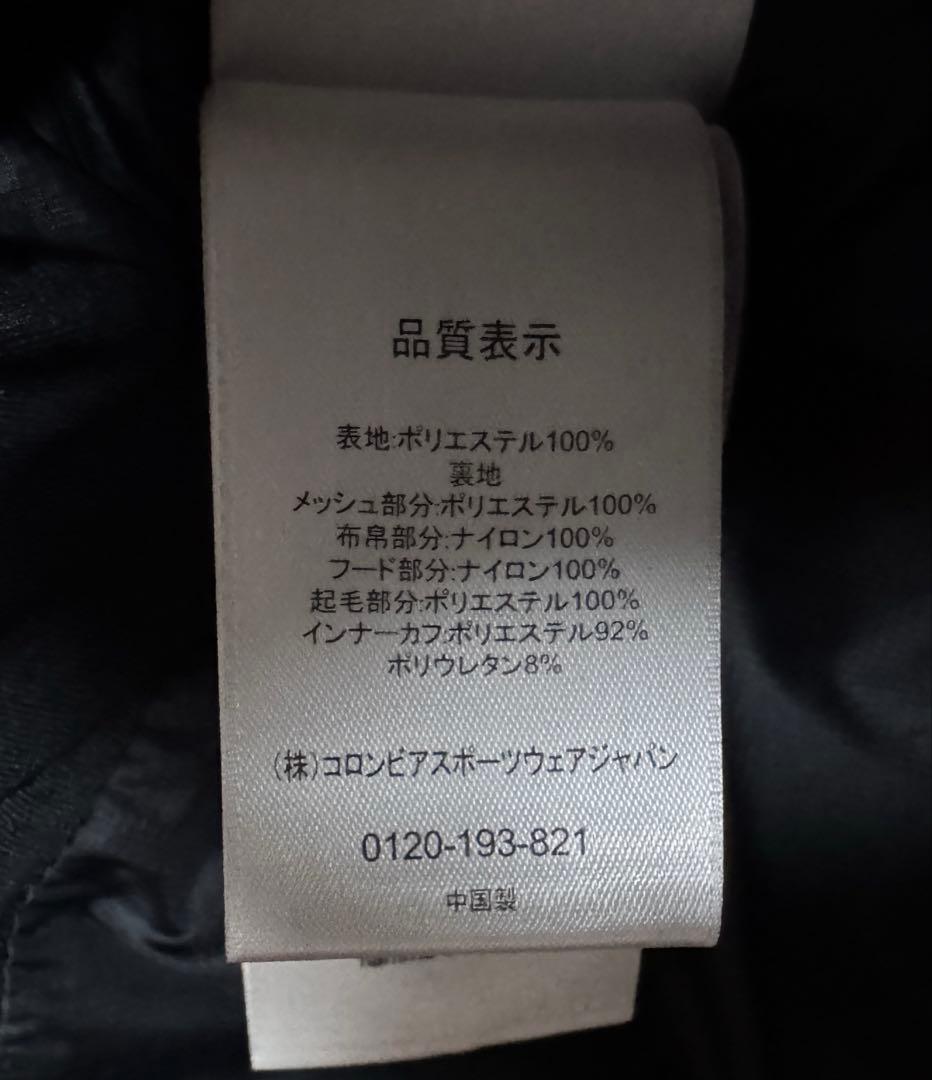 品質表示
表地:ポリエステル100%
裏地
メッシュ部分:ポリエステル100%
布帛部分:ナイロン100%
フード部分:ナイロン100%
起毛部分:ポリエステル100%
インナーカフ:ポリエステル92%
ポリウレタン8%
(株)コロンビアスポーツウェアジャパン
0120-193-821
中国製